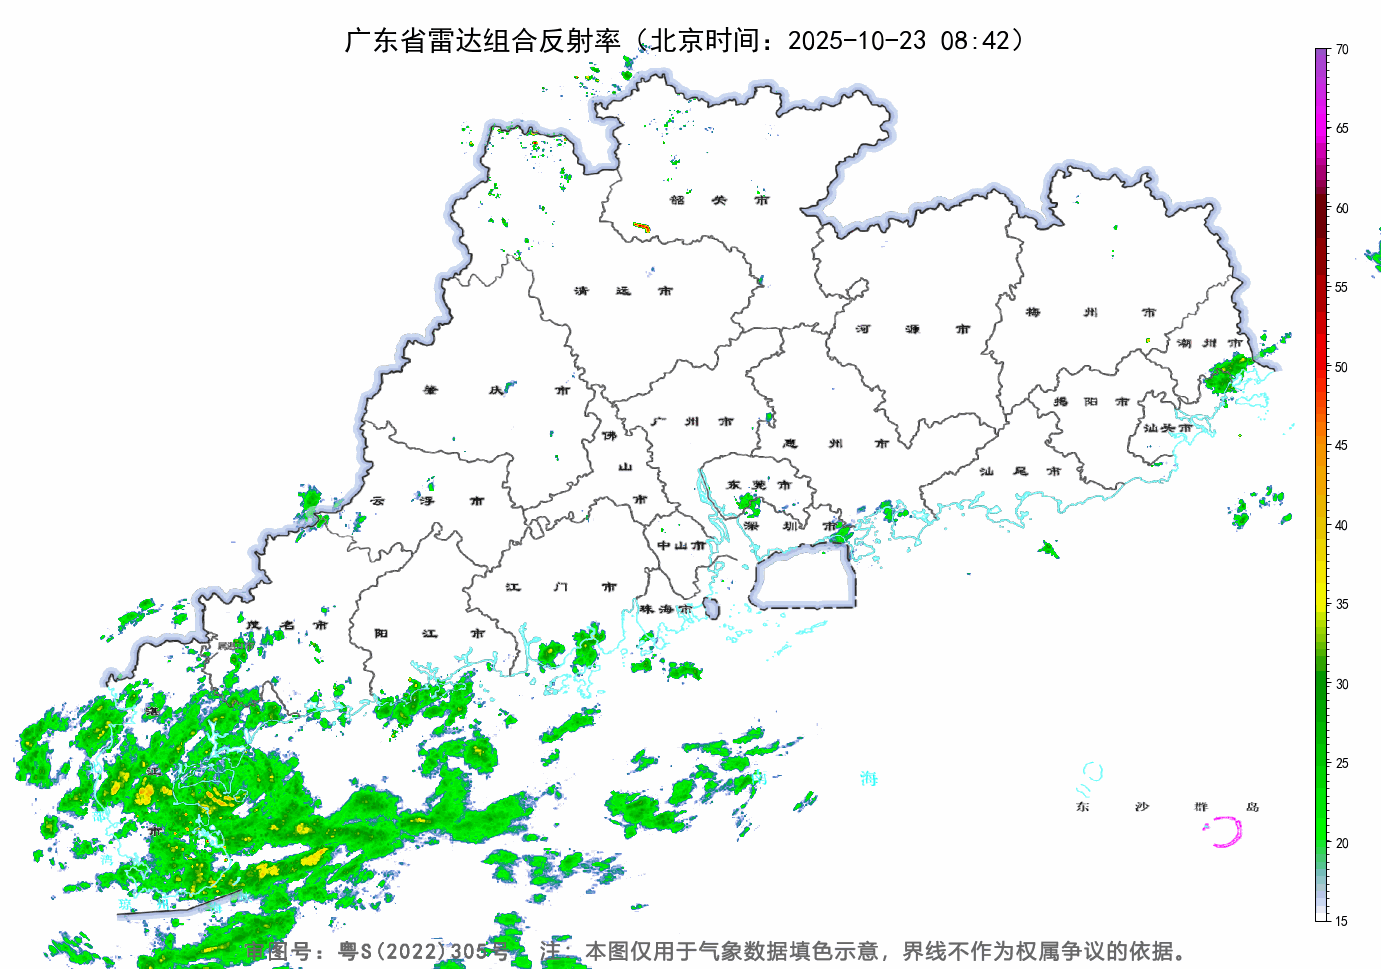 广东省雷达组合反射率（北京时间：2025-10-23 08:42）
70
65
60
55
50
45
40
35
30
25
20
15
韶关市
清远市
河源市
梅州市
潮州市
肇庆市
广州市
佛山市
惠州市
揭阳市
汕头市
汕尾市
云浮市
东莞市
深圳市
中山市
江门市
珠海市
茂名市
阳江市
湛江市
海
东沙群岛
审图号：粤S(2022)305号 注：本图仅用于气象数据填色示意，界线不作为权属争议的依据。